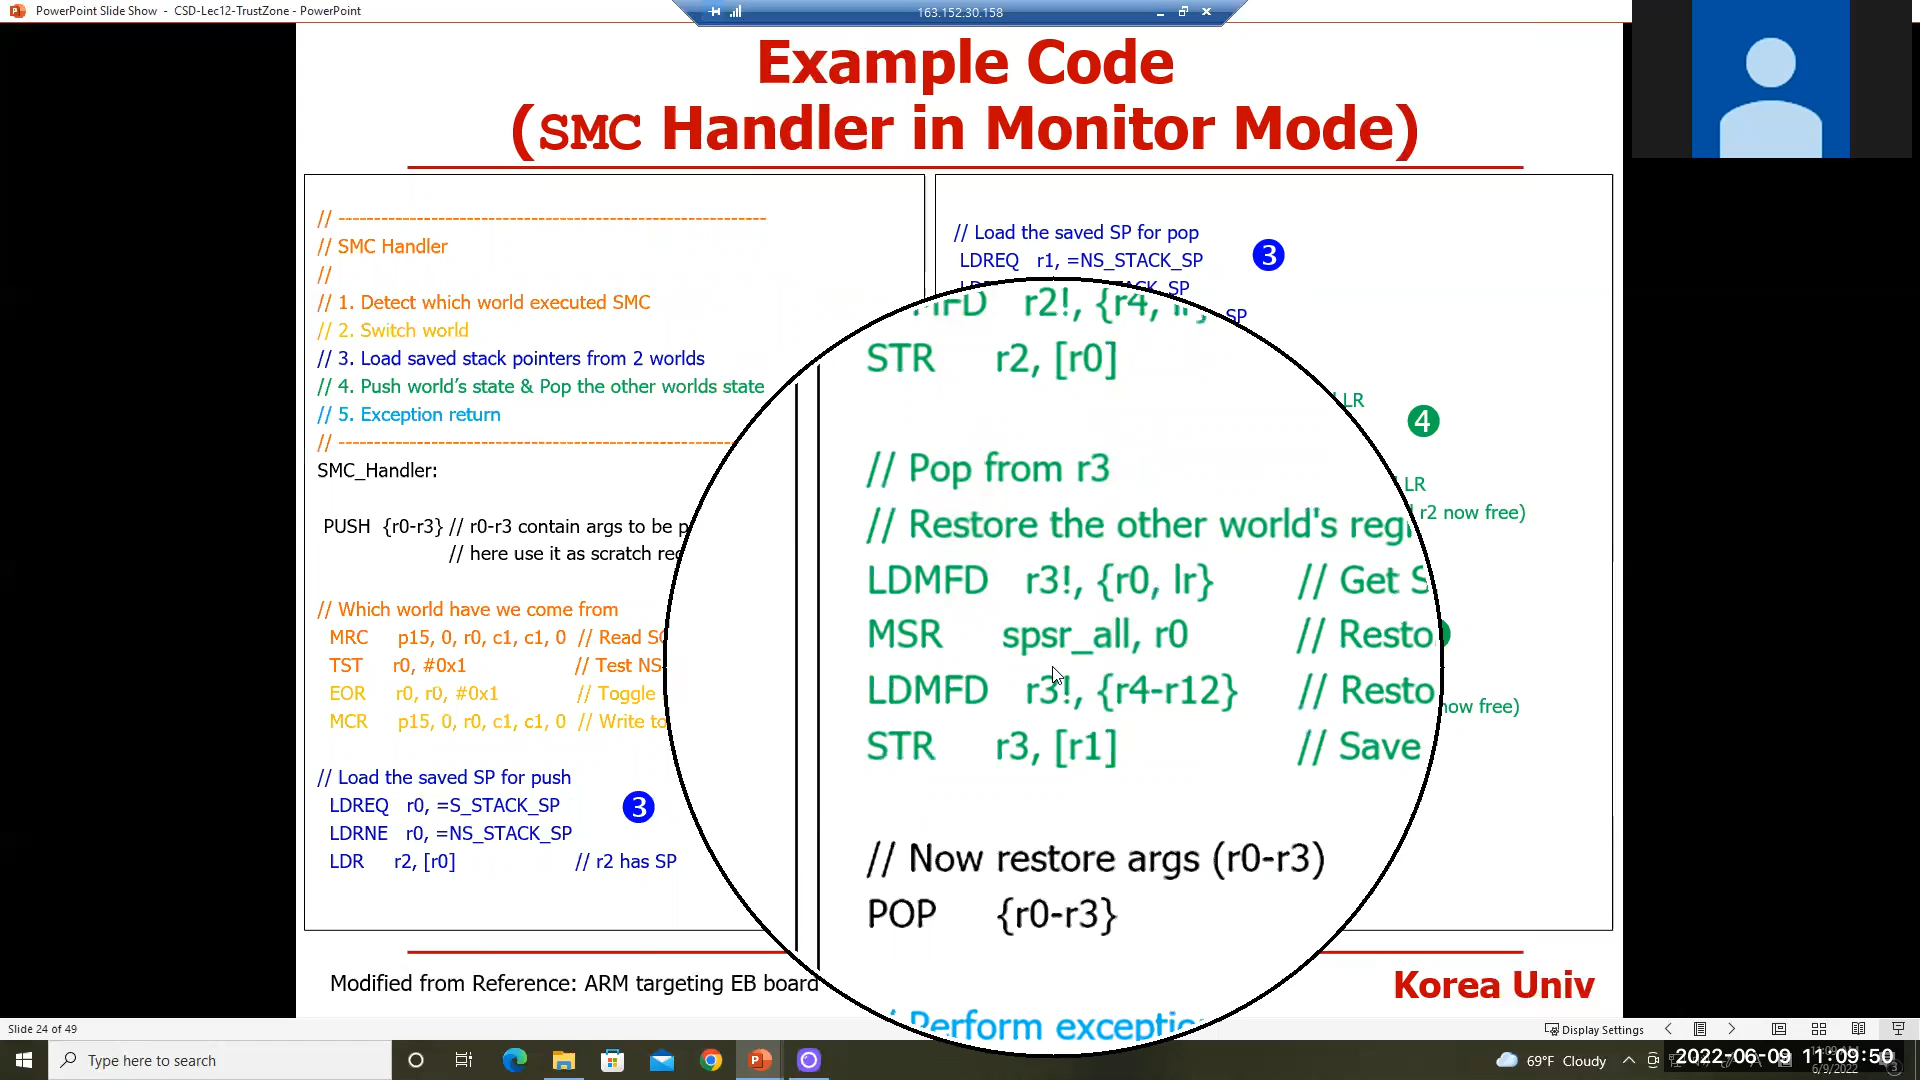 PowerPoint Slide Show - CSD-Lec12-TrustZone - PowerPoint
163.152.30.158
Example Code
(SMC Handler in Monitor Mode)
// ------------------------------------------------------------
// SMC Handler
//
// 1. Detect which world executed SMC
// 2. Switch world
// 3. Load saved stack pointers from 2 worlds
// 4. Push world's state & Pop the other worlds state
// 5. Exception return
// ------------------------------------------------------------
SMC_Handler:
PUSH {r0-r3} // r0-r3 contain args to be
// here use it as scratch
// Which world have we come from
MRC p15, 0, r0, c1, c1, 0 // Read
TST r0, #0x1 // Test NS
EOR r0, r0, #0x1 // Toggle
MCR p15, 0, r0, c1, c1, 0 // Write to
// Load the saved SP for push
LDREQ r0, =S_STACK_SP
LDRNE r0, =NS_STACK_SP
LDR r2, [r0] // r2 has SP
3
// Load the saved SP for pop
LDREQ r1, =NS_STACK_SP
3
SP
LR
4
LR
r2 now free)
now free)
r2!, {r4, lr}
STR r2, [r0]
// Pop from r3
// Restore the other world's
LDMFD r3!, {r0, lr} // Get
MSR spsr_all, r0 //
LDMFD r3!, {r4-r12} //
STR r3, [r1] // Save
// Now restore args (r0-r3)
POP {r0-r3}
Perform
Modified from Reference: ARM targeting EB board
Korea Univ
Slide 24 of 49
Display Settings
Type here to search
69°F Cloudy
2022-06-09 11:09:50
6/9/2022